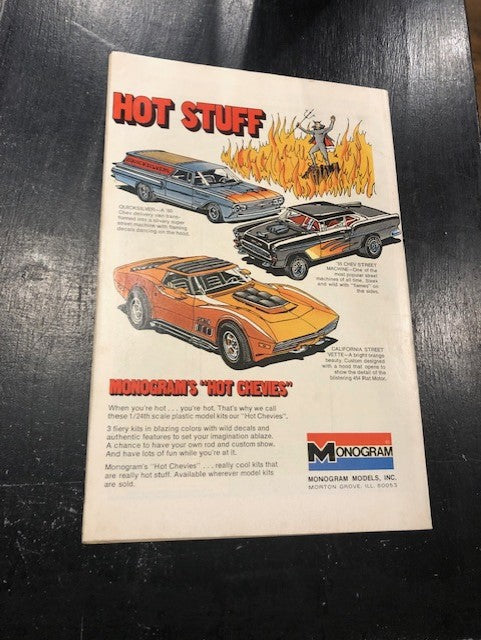 HOT STUFF
QUICKSILVER
QUICKSILVER—A '60
Chev delivery van trans-
formed into a silvery super
street machine with flaming
decals dancing on the hood.
'55 CHEV STREET
MACHINE—One of the
most popular street
machines of all time. Sleek
and wild with "flames" on
the sides.
CALIFORNIA STREET
VETTE—A bright orange
beauty. Custom designed
with a hood that opens to
show the detail of the
blistering 454 Rat Motor.
MONOGRAM'S "HOT CHEVIES"
When you're hot . . . you're hot. That's why we call
these 1/24th scale plastic model kits our "Hot Chevies".
3 fiery kits in blazing colors with wild decals and
authentic features to set your imagination ablaze.
A chance to have your own rod and custom show.
And have lots of fun while you're at it.
Monogram's "Hot Chevies" . . . really cool kits that
are really hot stuff. Available wherever model kits
are sold.
MONOGRAM
MONOGRAM MODELS, INC.
MORTON GROVE, ILL. 60053